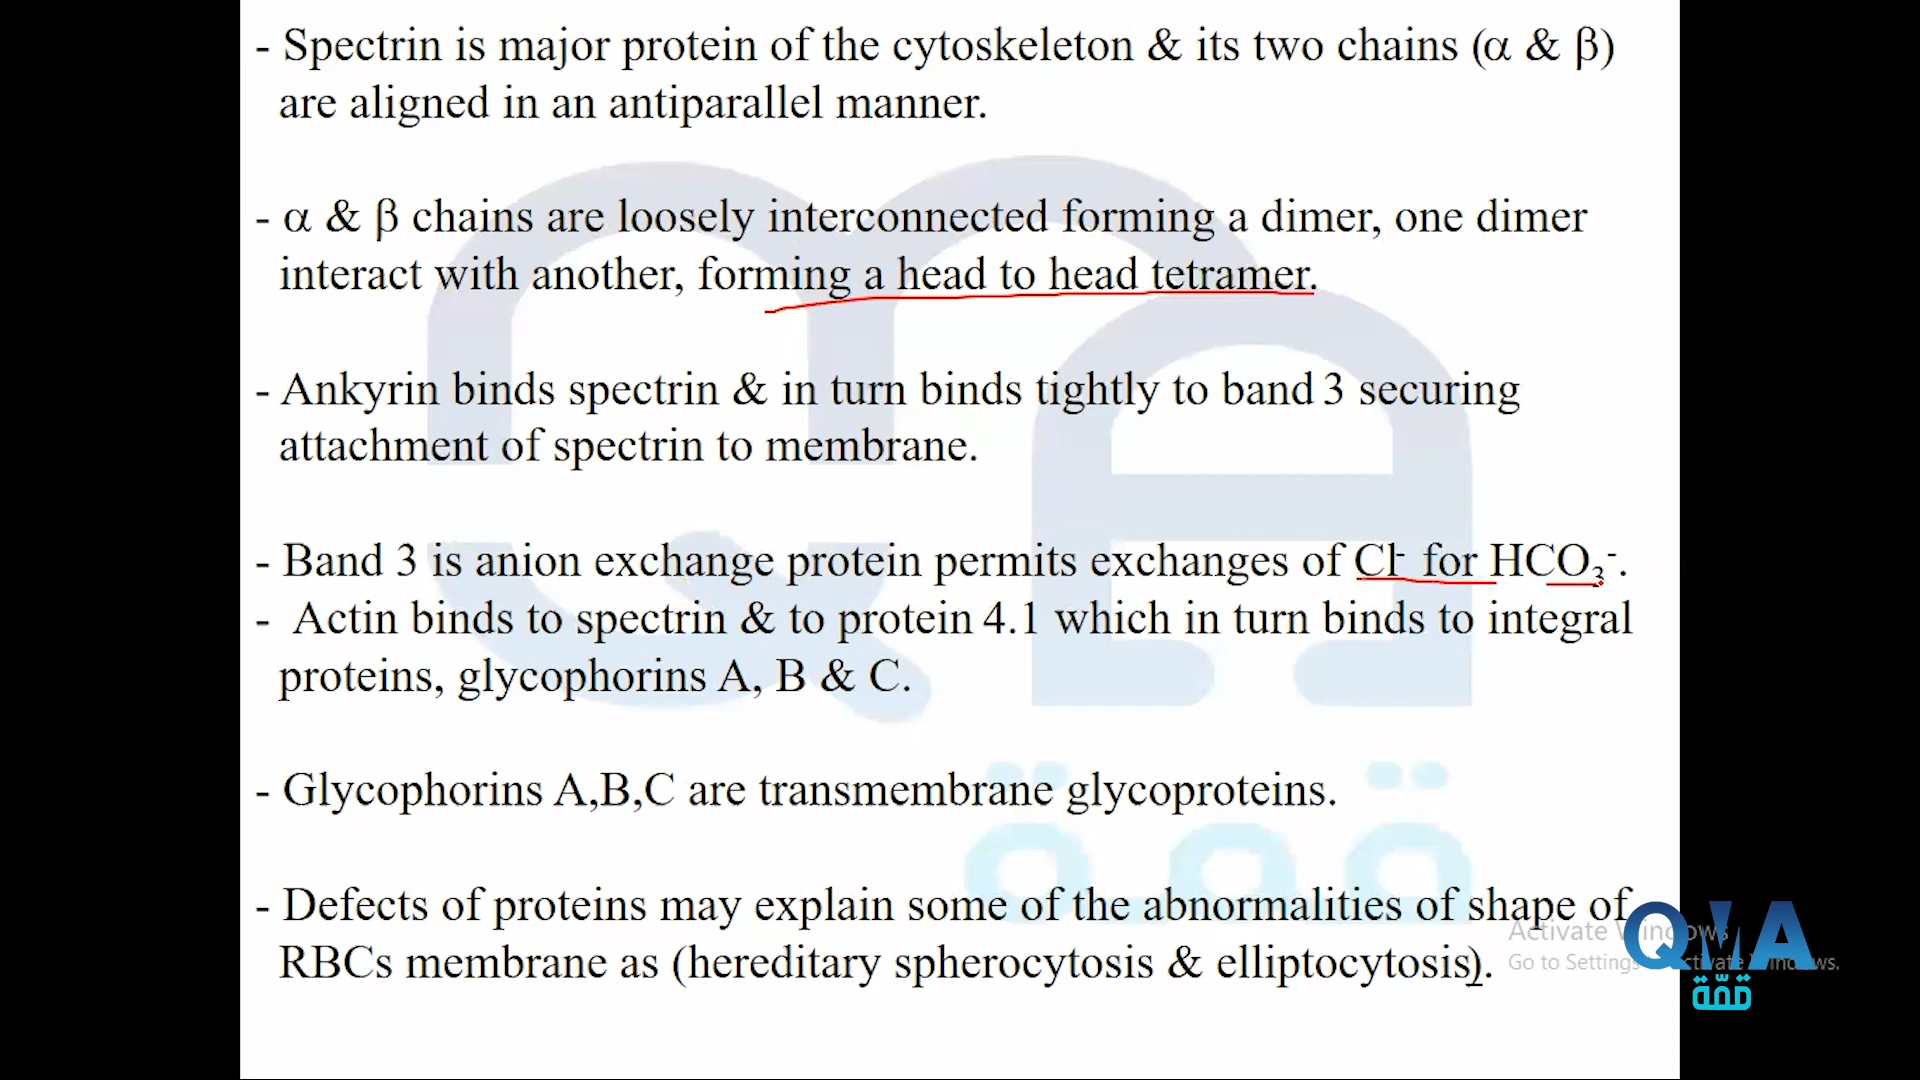 - Spectrin is major protein of the cytoskeleton & its two chains (α & β)
are aligned in an antiparallel manner.
- α & β chains are loosely interconnected forming a dimer, one dimer
interact with another, forming a head to head tetramer.
- Ankyrin binds spectrin & in turn binds tightly to band 3 securing
attachment of spectrin to membrane.
- Band 3 is anion exchange protein permits exchanges of Cl⁻ for HCO₃⁻.
- Actin binds to spectrin & to protein 4.1 which in turn binds to integral
proteins, glycophorins A, B & C.
- Glycophorins A,B,C are transmembrane glycoproteins.
- Defects of proteins may explain some of the abnormalities of shape of
RBCs membrane as (hereditary spherocytosis & elliptocytosis).
Activate Windows
Go to Settings Activate Windows.
QMA
قمّة
قمة